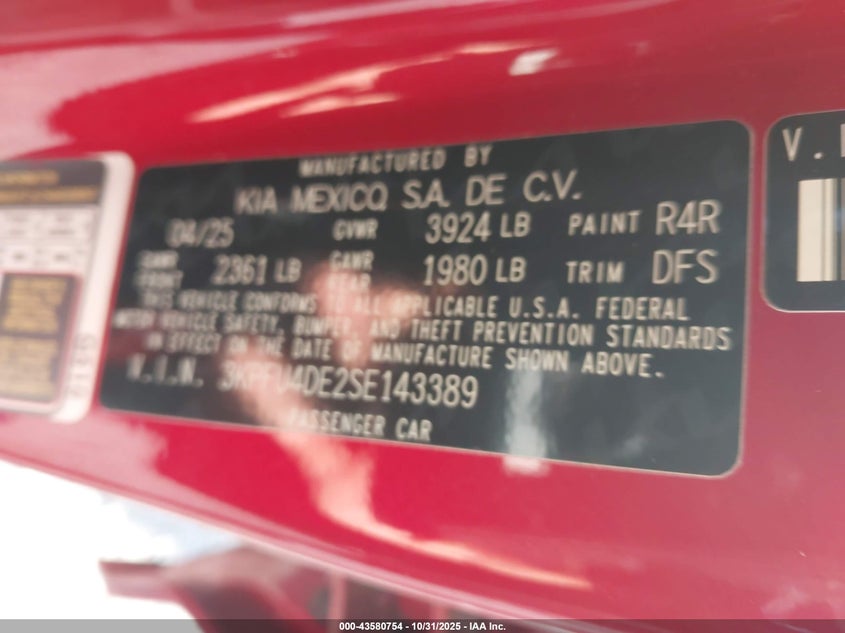 MANUFACTURED BY
KIA MEXICO S.A. DE C.V.
04/25 GVWR 3924 LB PAINT R4R
GAWR FRONT 2361 LB GAWR REAR 1980 LB TRIM DFS
THIS VEHICLE CONFORMS TO ALL APPLICABLE U.S.A. FEDERAL
MOTOR VEHICLE SAFETY, BUMPER, AND THEFT PREVENTION STANDARDS
IN EFFECT ON THE DATE OF MANUFACTURE SHOWN ABOVE.
V.I.N. 3KPFU4DE2SE143389
PASSENGER CAR
V.
000-43580754 - 10/31/2025 - IAA Inc.